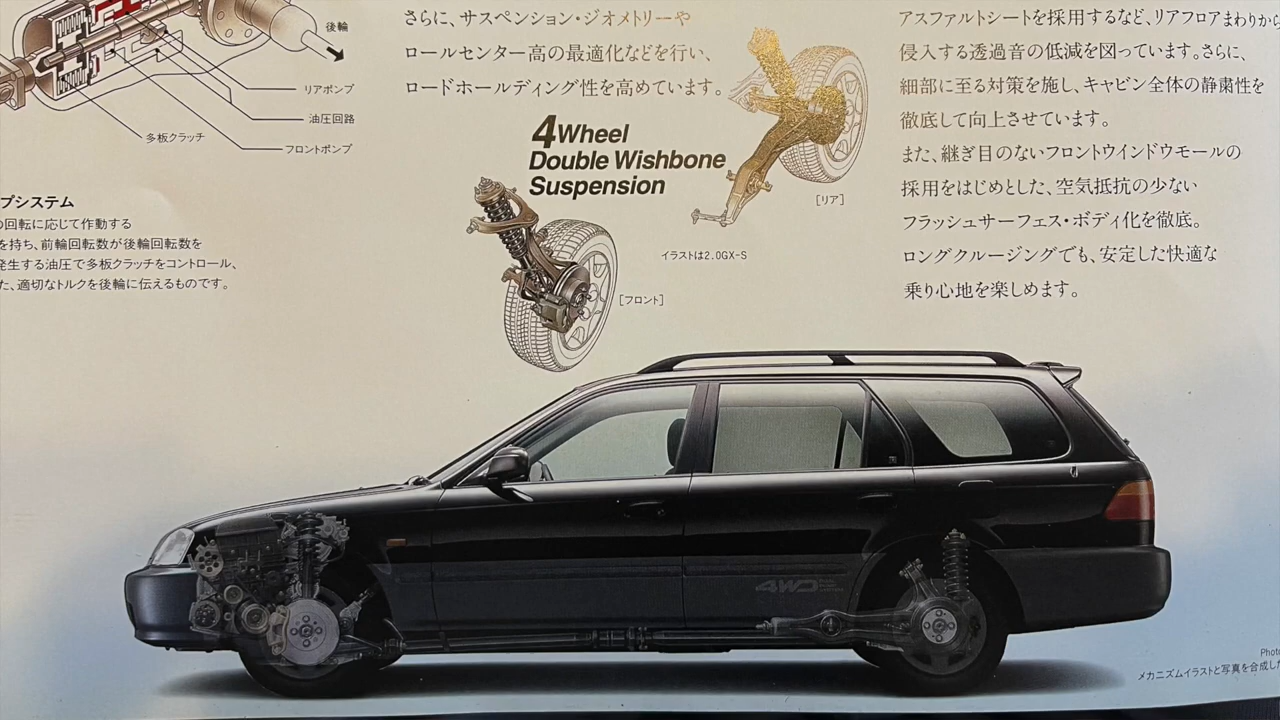 後輪
リアポンプ
油圧回路
多板クラッチ
フロントポンプ
プシステム
の回転に応じて作動する
を持ち、前輪回転数が後輪回転数を
発生する油圧で多板クラッチをコントロール、
た、適切なトルクを後輪に伝えるものです。
さらに、サスペンション・ジオメトリーや
ロールセンター高の最適化などを行い、
ロードホールディング性を高めています。
4Wheel
Double Wishbone
Suspension
[リア]
イラストは2.0GX-S
[フロント]
アスファルトシートを採用するなど、リアフロアまわりから
侵入する透過音の低減を図っています。さらに、
細部に至る対策を施し、キャビン全体の静粛性を
徹底して向上させています。
また、継ぎ目のないフロントウインドウモールの
採用をはじめとした、空気抵抗の少ない
フラッシュサーフェス・ボディ化を徹底。
ロングクルージングでも、安定した快適な
乗り心地を楽しめます。
4WD
Photo
メカニズムイラストと写真を合成した